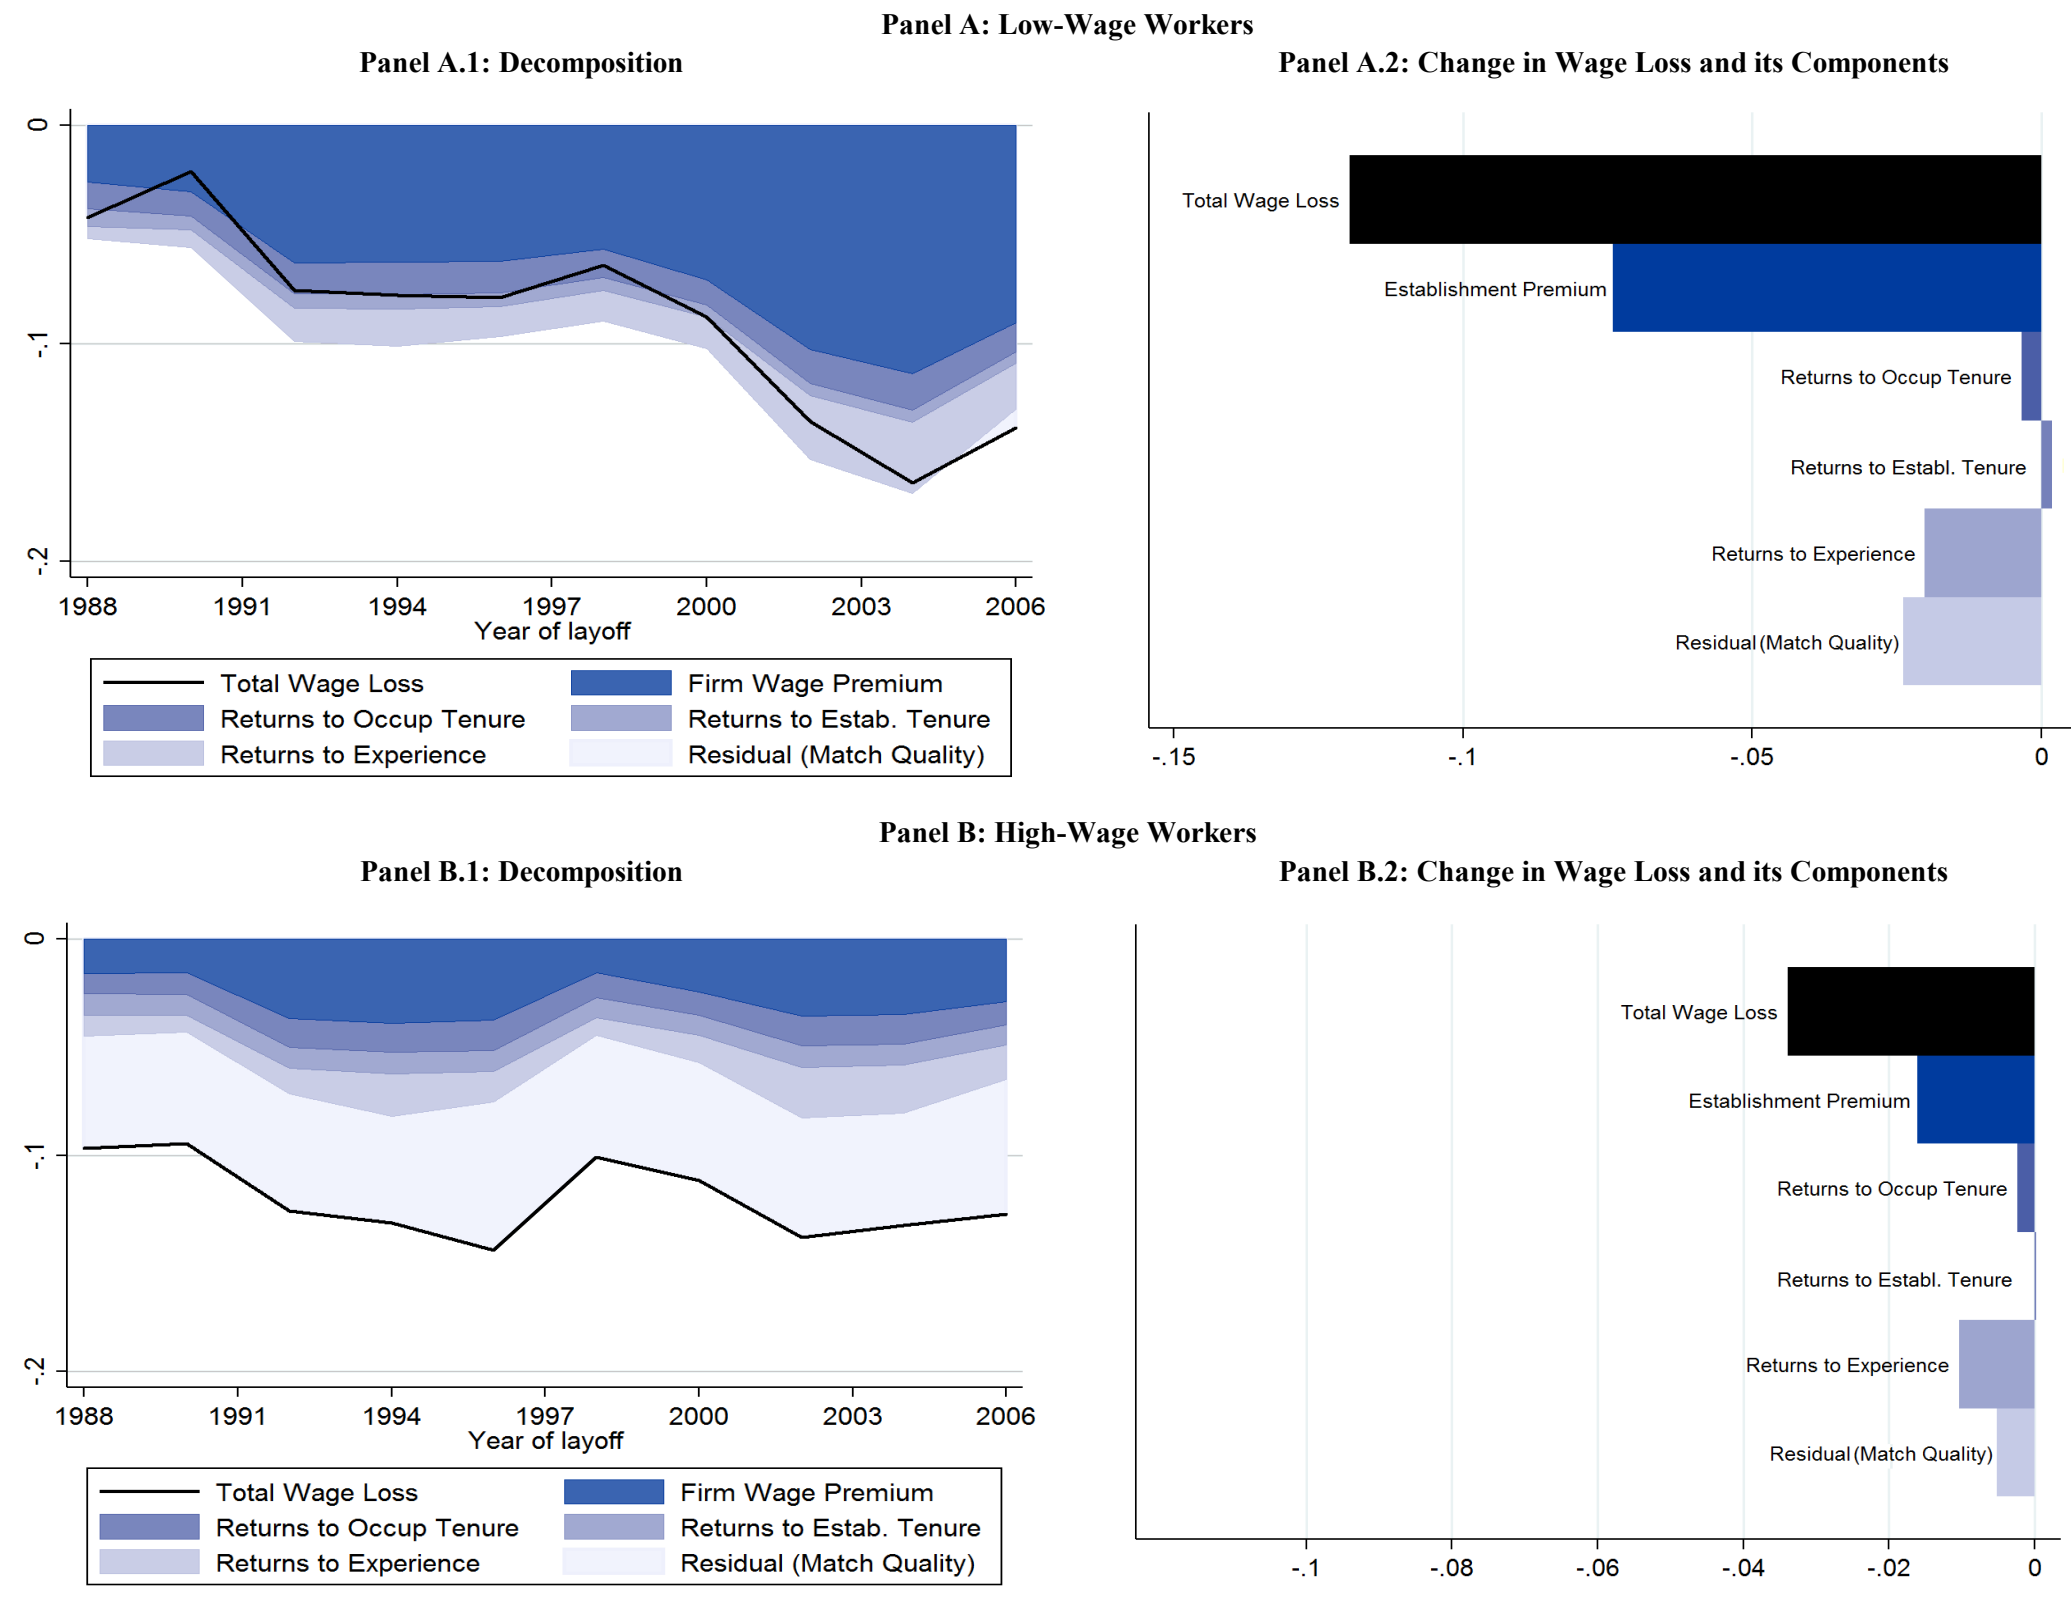 Panel A: Low-Wage Workers
Panel A.1: Decomposition
Panel A.2: Change in Wage Loss and its Components
0
-.1
-.2
1988 1991 1994 1997 2000 2003 2006
Year of layoff
Total Wage Loss
Firm Wage Premium
Returns to Occup Tenure
Returns to Estab. Tenure
Returns to Experience
Residual (Match Quality)
Total Wage Loss
Establishment Premium
Returns to Occup Tenure
Returns to Establ. Tenure
Returns to Experience
Residual (Match Quality)
-.15 -.1 -.05 0
Panel B: High-Wage Workers
Panel B.1: Decomposition
Panel B.2: Change in Wage Loss and its Components
0
-.1
-.2
1988 1991 1994 1997 2000 2003 2006
Year of layoff
Total Wage Loss
Firm Wage Premium
Returns to Occup Tenure
Returns to Estab. Tenure
Returns to Experience
Residual (Match Quality)
Total Wage Loss
Establishment Premium
Returns to Occup Tenure
Returns to Establ. Tenure
Returns to Experience
Residual (Match Quality)
-.1 -.08 -.06 -.04 -.02 0